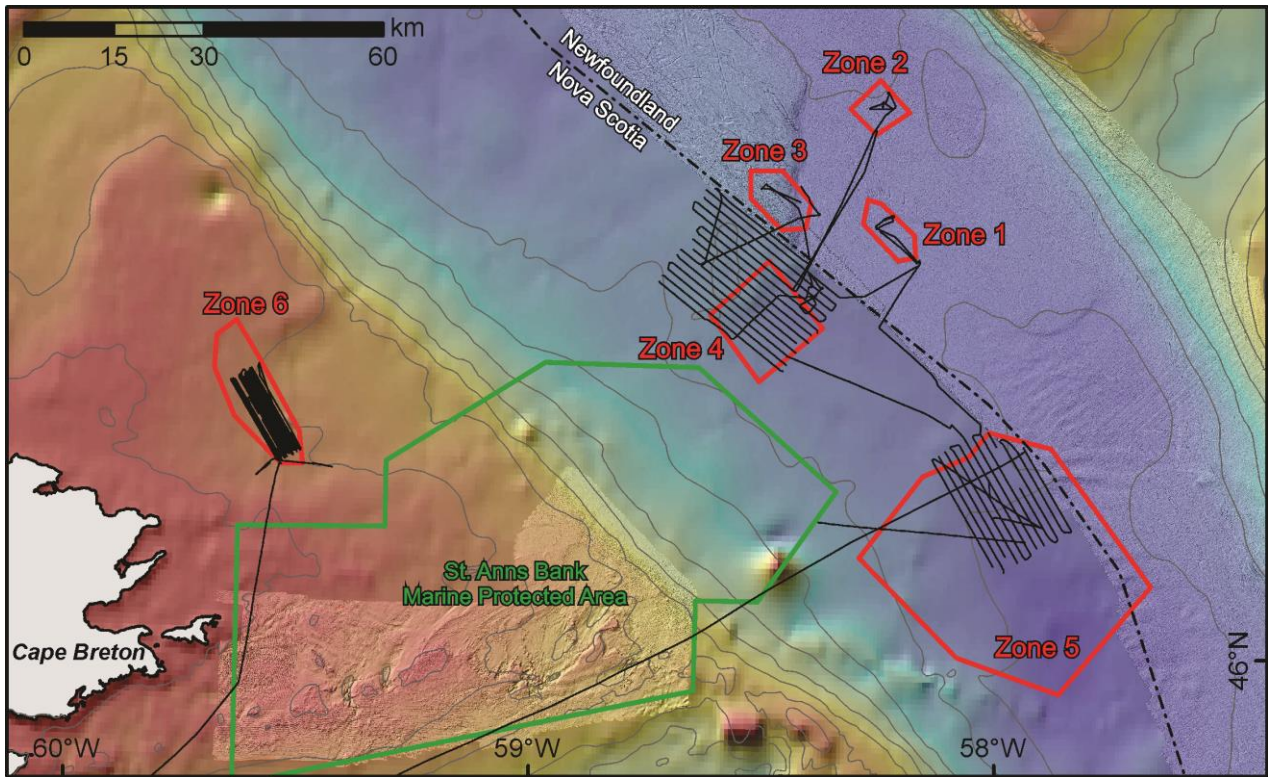 km
0 15 30 60
Newfoundland
Nova Scotia
Zone 2
Zone 3
Zone 1
Zone 6
Zone 4
St. Anns Bank
Marine Protected Area
Zone 5
Cape Breton
46°N
60°W
59°W
58°W